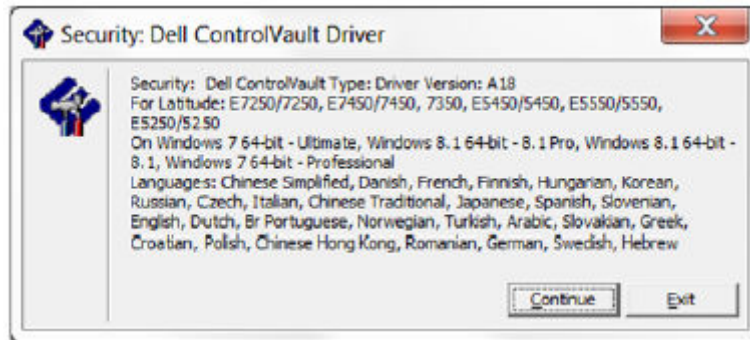 Security: Dell ControlVault Driver
Security: Dell ControlVault Type: Driver Version: A18
For Latitude: E7250/7250, E7450/7450, 7350, E5450/5450, E5550/5550,
E5250/5250
On Windows 7 64-bit - Ultimate, Windows 8.1 64-bit - 8.1 Pro, Windows 8.1 64-bit -
8.1, Windows 7 64-bit - Professional
Languages: Chinese Simplified, Danish, French, Finnish, Hungarian, Korean,
Russian, Czech, Italian, Chinese Traditional, Japanese, Spanish, Slovenian,
English, Dutch, Br Portuguese, Norwegian, Turkish, Arabic, Slovakian, Greek,
Croatian, Polish, Chinese Hong Kong, Romanian, German, Swedish, Hebrew
Continue Exit